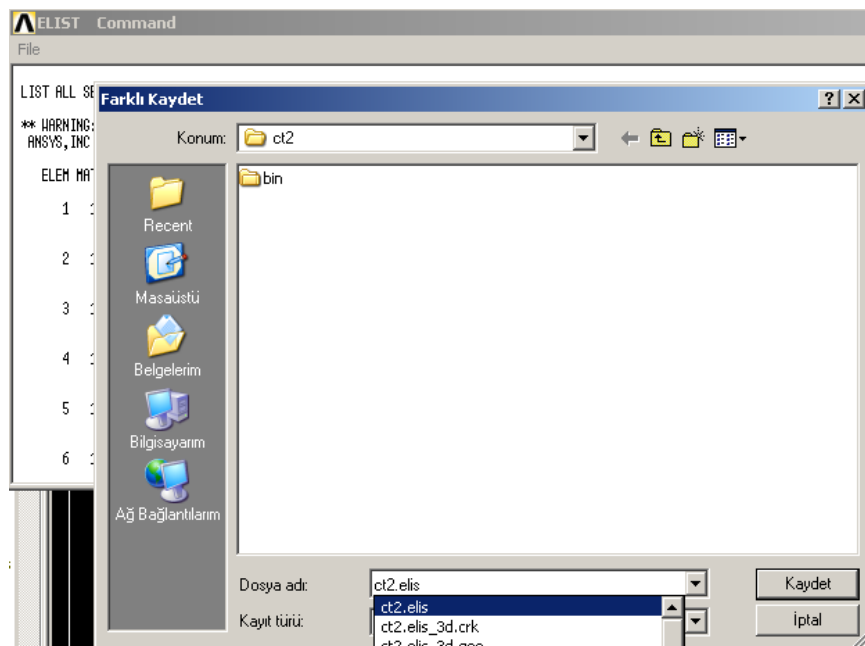 ELIST Command
File
LIST ALL
** WARNING:
ANSYS, INC
ELEM
1
2
3
4
5
6
Farklı Kaydet
Konum:
ct2
bin
Recent
Masaüstü
Belgelerim
Bilgisayarım
Ağ Bağlantılarım
Dosya adı:
ct2.elis
Kaydet
Kayıt türü:
ct2.elis
ct2.elis_3d.crk
İptal